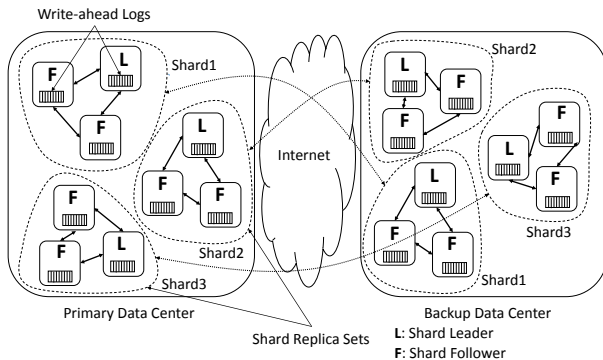 Write-ahead Logs
Shard1
F
L
F
L
F
F
Shard2
F
F
L
Shard3
Primary Data Center
Internet
Shard Replica Sets
Shard2
L
F
F
F
L
F
Shard3
L
F
F
Shard1
Backup Data Center
L: Shard Leader
F: Shard Follower